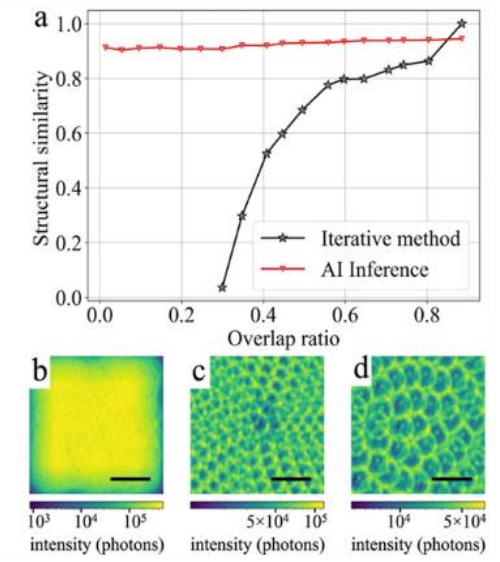 a
1.0
0.8
0.6
0.4
0.2
0.0
Structural similarity
Iterative method
AI Inference
0.0 0.2 0.4 0.6 0.8
Overlap ratio
b c d
10³ 10⁴ 10⁵ 5×10⁴ 10⁵ 10⁴ 5×10⁴
intensity (photons) intensity (photons) intensity (photons)